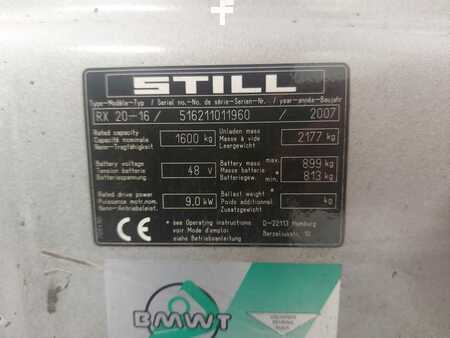 STILL
Type-Modèle-Typ / Serial no.-No. de série-Serien-Nr. / year-année-Baujahr
RX 20-16 / 516211011960 / 2007
Rated capacity
Capacité nominale
Nenn-Tragfähigkeit
1600 kg
Unladen mass
Masse à vide
Leergewicht
2177 kg
Battery voltage
Tension batterie
Batteriespannung
48 V
Battery mass max.
Masse batterie
Batteriegew. * min.
899 kg
813 kg
Rated drive power
Puissance motr.nom.
Nenn-Antriebsleist.
9.0 kW
Ballast weight *
Poids additionnel
Zusatzgewicht
kg
* see Operating instructions
voir Mode d'emploi
siehe Betriebsanleitung
D-22113 Hamburg
Berzeliusstr. 10
CE
BMWT